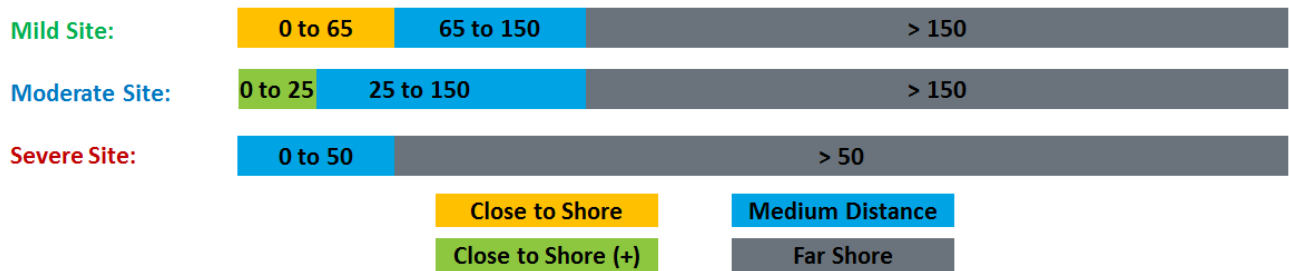 Mild Site: 0 to 65 65 to 150 > 150
Moderate Site: 0 to 25 25 to 150 > 150
Severe Site: 0 to 50 > 50
Close to Shore Medium Distance
Close to Shore (+) Far Shore